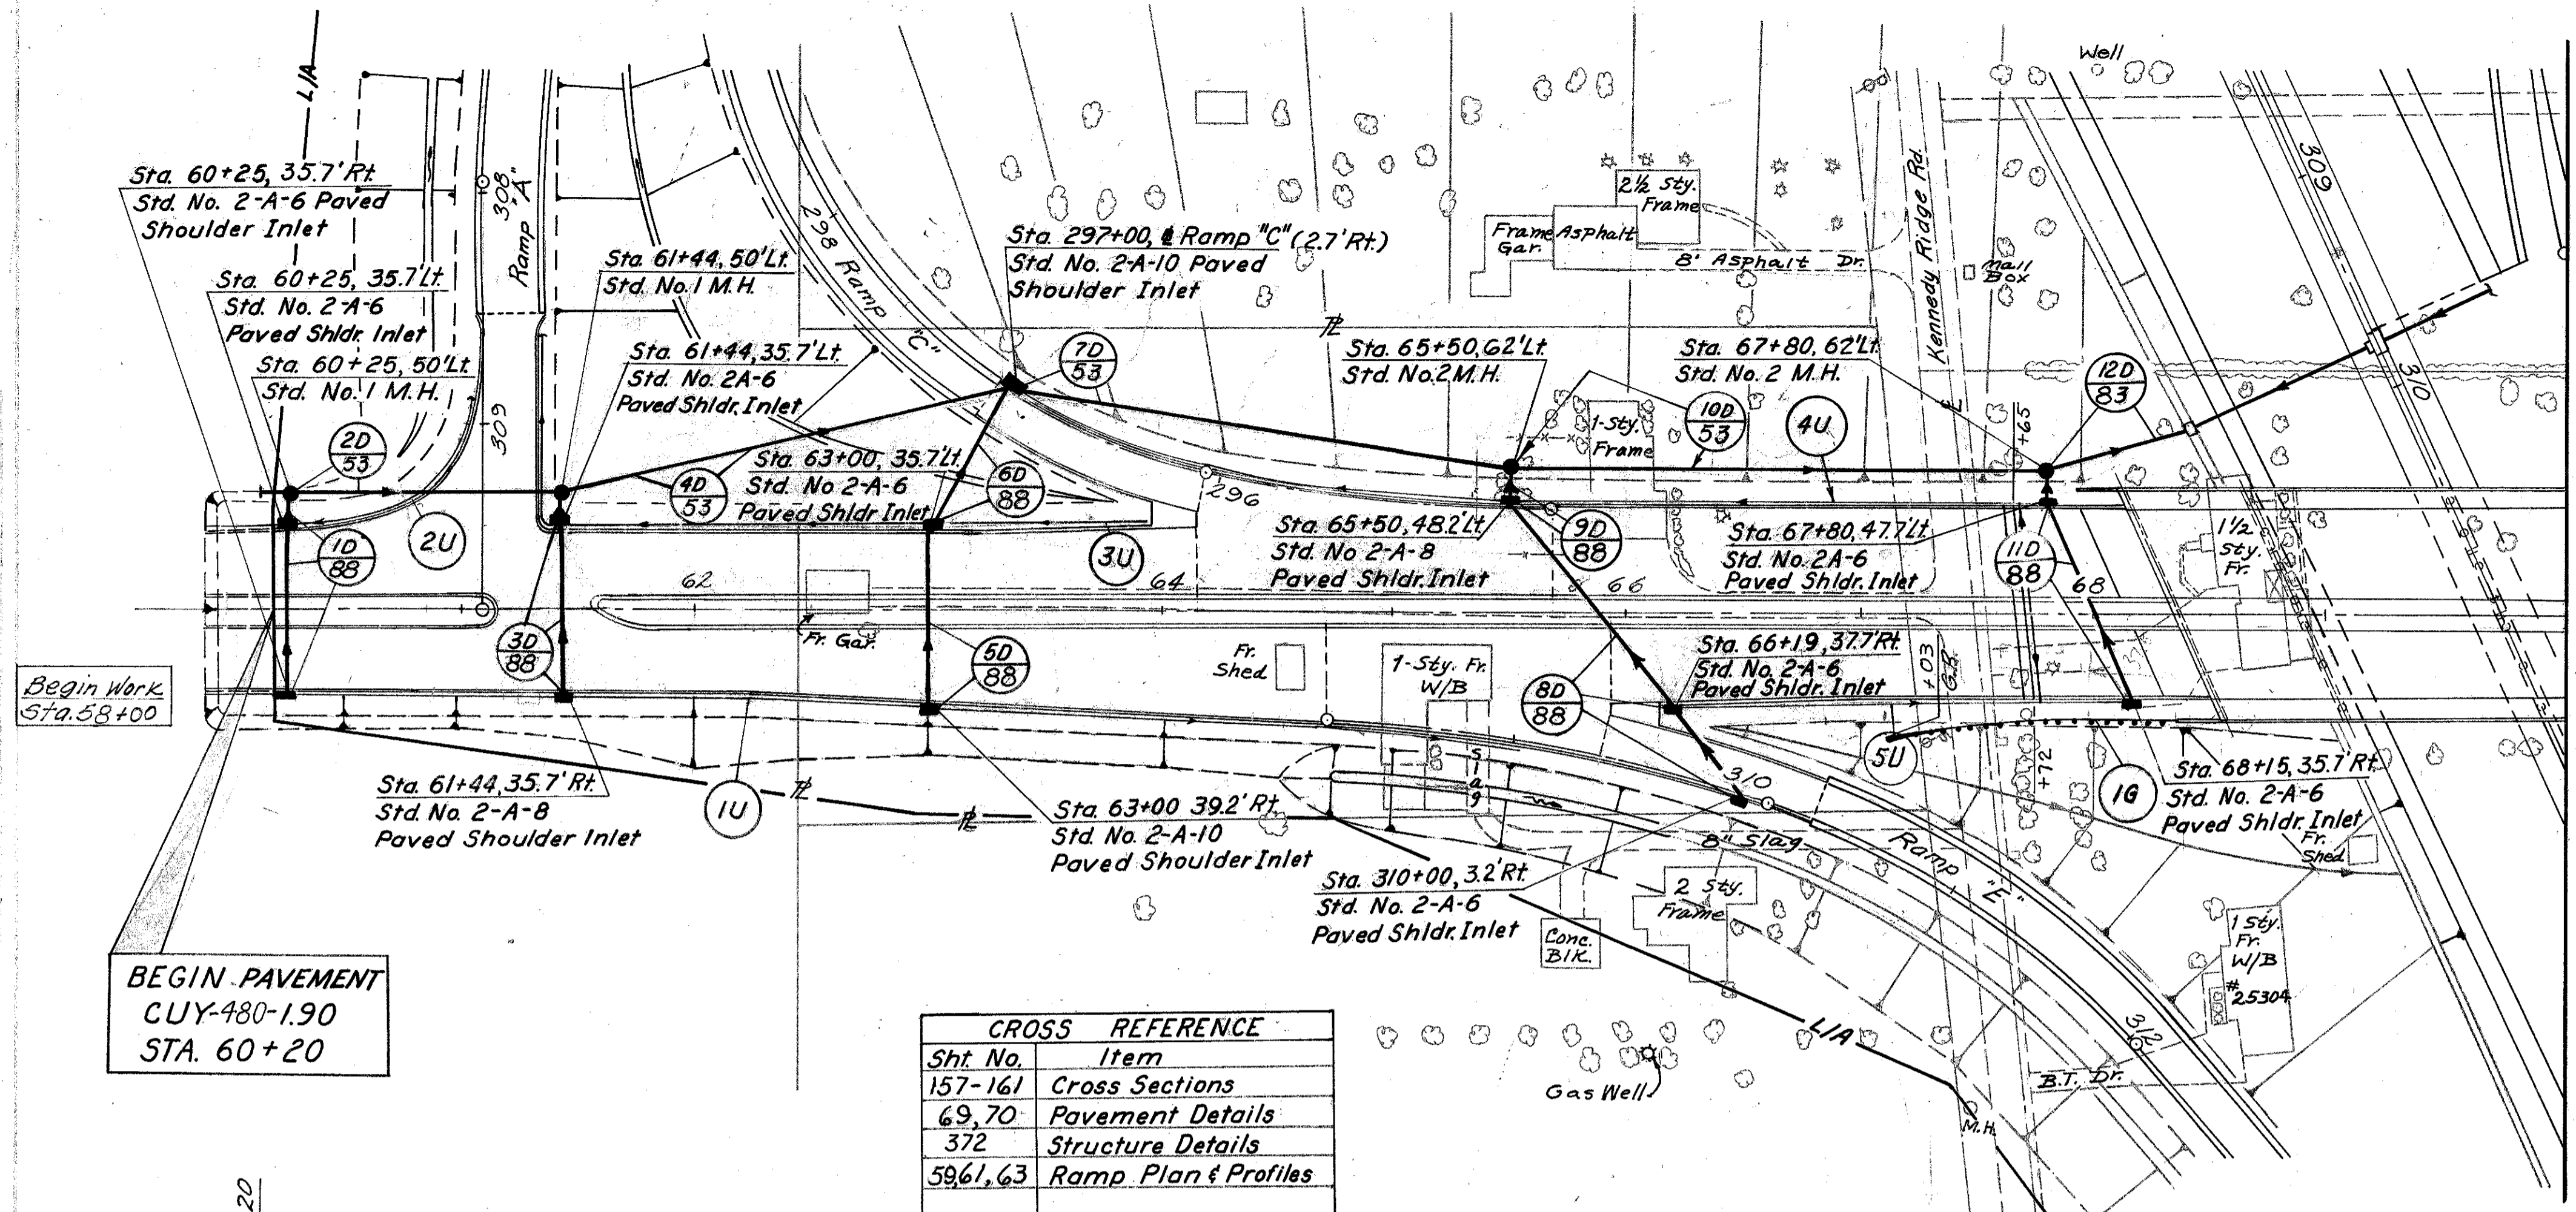 L/A
Sta. 60+25, 35.7' Rt.
Std. No. 2-A-6 Paved
Shoulder Inlet
Sta. 60+25, 35.7' Lt.
Std. No. 2-A-6
Paved Shldr. Inlet
Sta. 60+25, 50' Lt.
Std. No. 1 M.H.
308
Ramp "A"
309
Sta. 61+44, 50' Lt.
Std. No. 1 M.H.
Sta. 61+44, 35.7' Lt.
Std. No. 2A-6
Paved Shldr. Inlet
298 Ramp "C"
Sta. 297+00, ℄ Ramp "C" (2.7' Rt.)
Std. No. 2-A-10 Paved
Shoulder Inlet
7D
53
2½ Sty.
Frame
Frame
Gar.
Asphalt
8' Asphalt Dr.
Kennedy Ridge Rd.
Mail
Box
Well
309
310
Sta. 65+50, 62' Lt.
Std. No. 2 M.H.
Sta. 67+80, 62' Lt.
Std. No. 2 M.H.
12D
83
2D
53
4D
53
Sta. 63+00, 35.7' Lt.
Std. No 2-A-6
Paved Shldr Inlet
6D
88
296
1-Sty.
Frame
10D
53
4U
+65
1D
88
2U
3U
Sta. 65+50, 48.2' Lt.
Std. No 2-A-8
Paved Shldr. Inlet
9D
88
Sta. 67+80, 47.7' Lt.
Std. No. 2A-6
Paved Shldr. Inlet
11D
88
1½
Sty.
Fr.
62
64
66
68
Begin Work
Sta. 58+00
3D
88
Fr. Gar.
5D
88
Fr.
Shed
1-Sty. Fr.
W/B
8D
88
Sta. 66+19, 37.7' Rt.
Std. No. 2-A-6
Paved Shldr. Inlet
+03
G.R.
5U
+72
1G
Sta. 68+15, 35.7' Rt.
Std. No. 2-A-6
Paved Shldr. Inlet
Fr.
Shed
Sta. 61+44, 35.7' Rt.
Std. No. 2-A-8
Paved Shoulder Inlet
1U
Sta. 63+00 39.2' Rt.
Std. No. 2-A-10
Paved Shoulder Inlet
Slag
310
8" Slag
Ramp "E"
Sta. 310+00, 3.2' Rt.
Std. No. 2-A-6
Paved Shldr. Inlet
2 Sty.
Frame
Conc.
Blk.
1 Sty.
Fr.
W/B
#25304
312
L/A
Gas Well
B.T. Dr.
M.H.
BEGIN PAVEMENT
CUY-480-1.90
STA. 60+20
CROSS REFERENCE
Sht. No. Item
157-161 Cross Sections
69,70 Pavement Details
372 Structure Details
59,61,63 Ramp Plan & Profiles
20